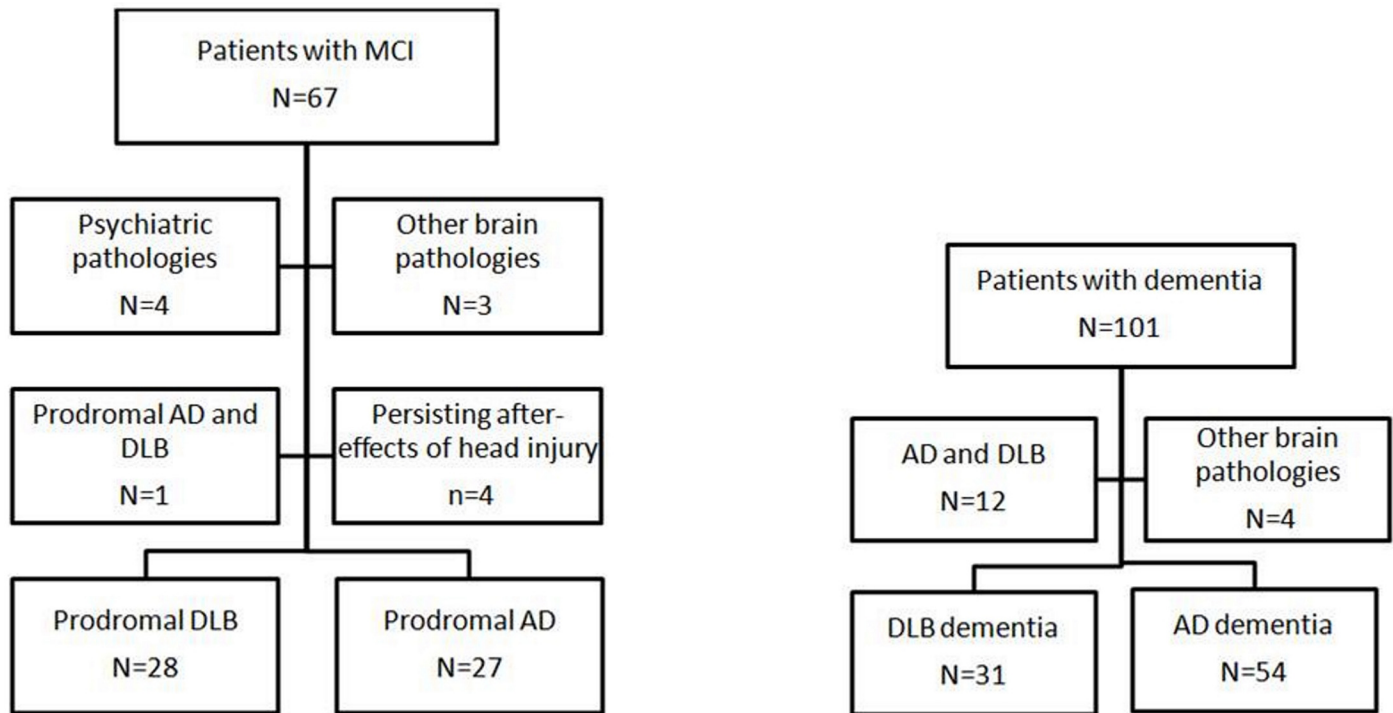 Patients with MCI
N=67
Psychiatric
pathologies
N=4
Other brain
pathologies
N=3
Prodromal AD and
DLB
N=1
Persisting after-
effects of head injury
n=4
Prodromal DLB
N=28
Prodromal AD
N=27
Patients with dementia
N=101
AD and DLB
N=12
Other brain
pathologies
N=4
DLB dementia
N=31
AD dementia
N=54